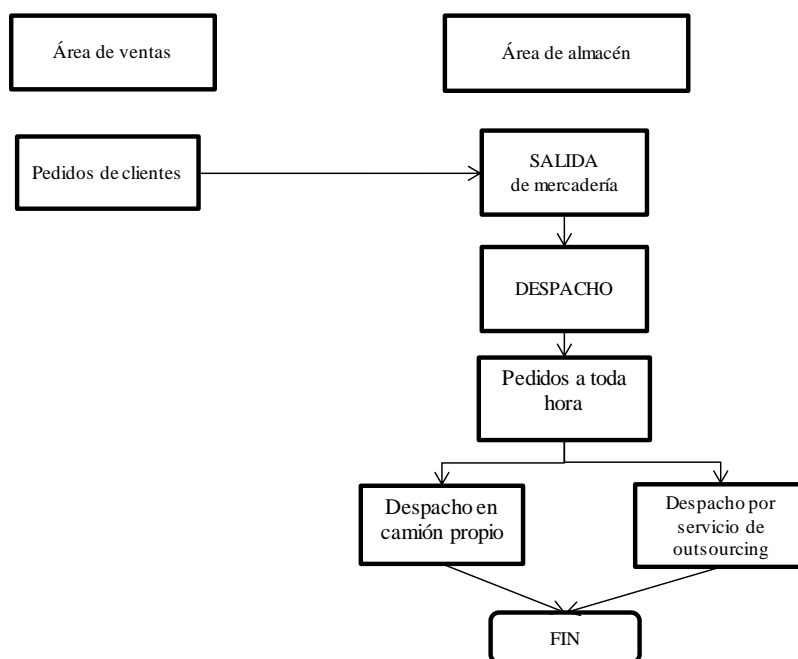 Área de ventas
Área de almacén
Pedidos de clientes
SALIDA
de mercadería
DESPACHO
Pedidos a toda
hora
Despacho en
camión propio
Despacho por
servicio de
outsourcing
FIN